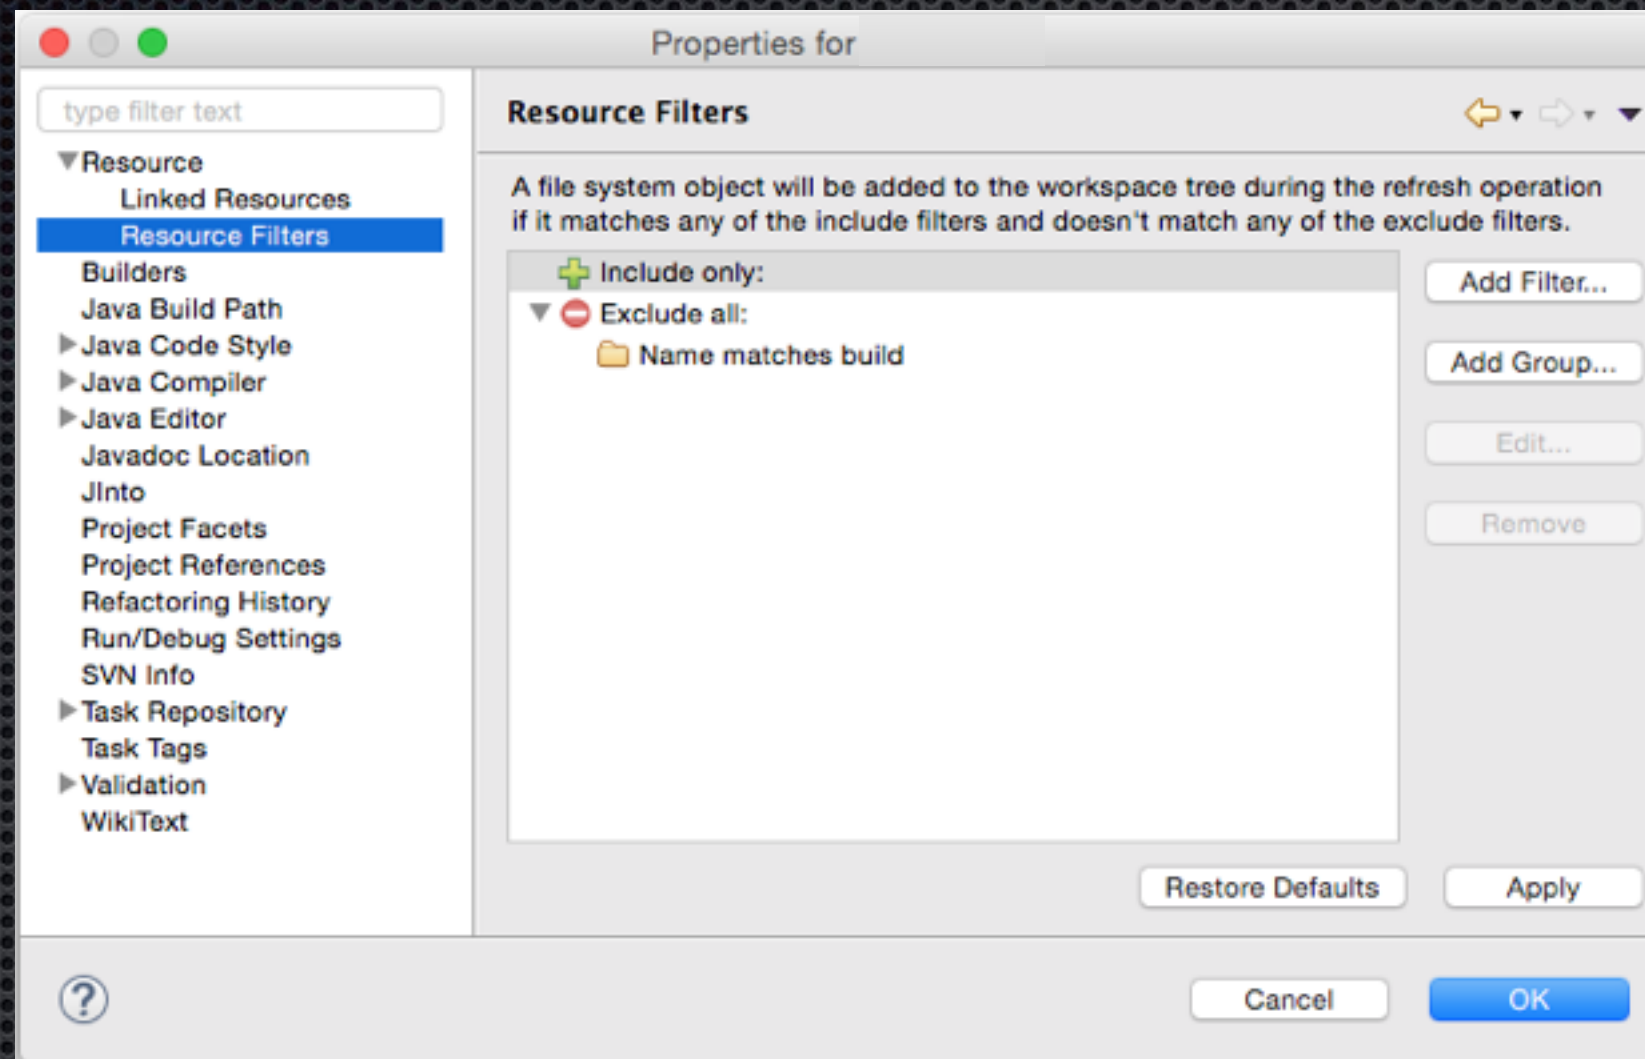 Properties for
type filter text
Resource
Linked Resources
Resource Filters
Builders
Java Build Path
Java Code Style
Java Compiler
Java Editor
Javadoc Location
JInto
Project Facets
Project References
Refactoring History
Run/Debug Settings
SVN Info
Task Repository
Task Tags
Validation
WikiText
Resource Filters
A file system object will be added to the workspace tree during the refresh operation
if it matches any of the include filters and doesn't match any of the exclude filters.
Include only:
Exclude all:
Name matches build
Add Filter...
Add Group...
Edit...
Remove
Restore Defaults
Apply
?
Cancel
OK